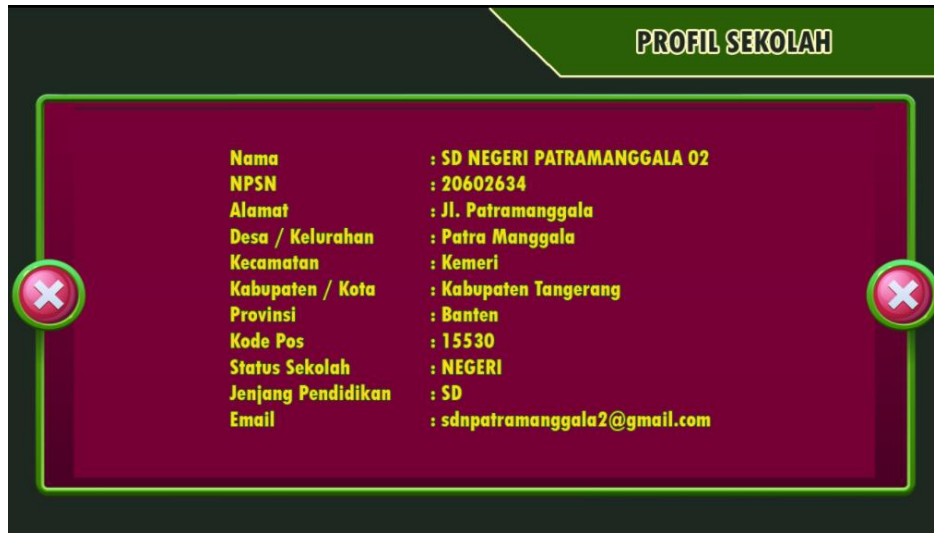 PROFIL SEKOLAH
Nama : SD NEGERI PATRAMANGGALA 02
NPSN : 20602634
Alamat : Jl. Patramanggala
Desa / Kelurahan : Patra Manggala
Kecamatan : Kemeri
Kabupaten / Kota : Kabupaten Tangerang
Provinsi : Banten
Kode Pos : 15530
Status Sekolah : NEGERI
Jenjang Pendidikan : SD
Email : sdnpatramanggala2@gmail.com